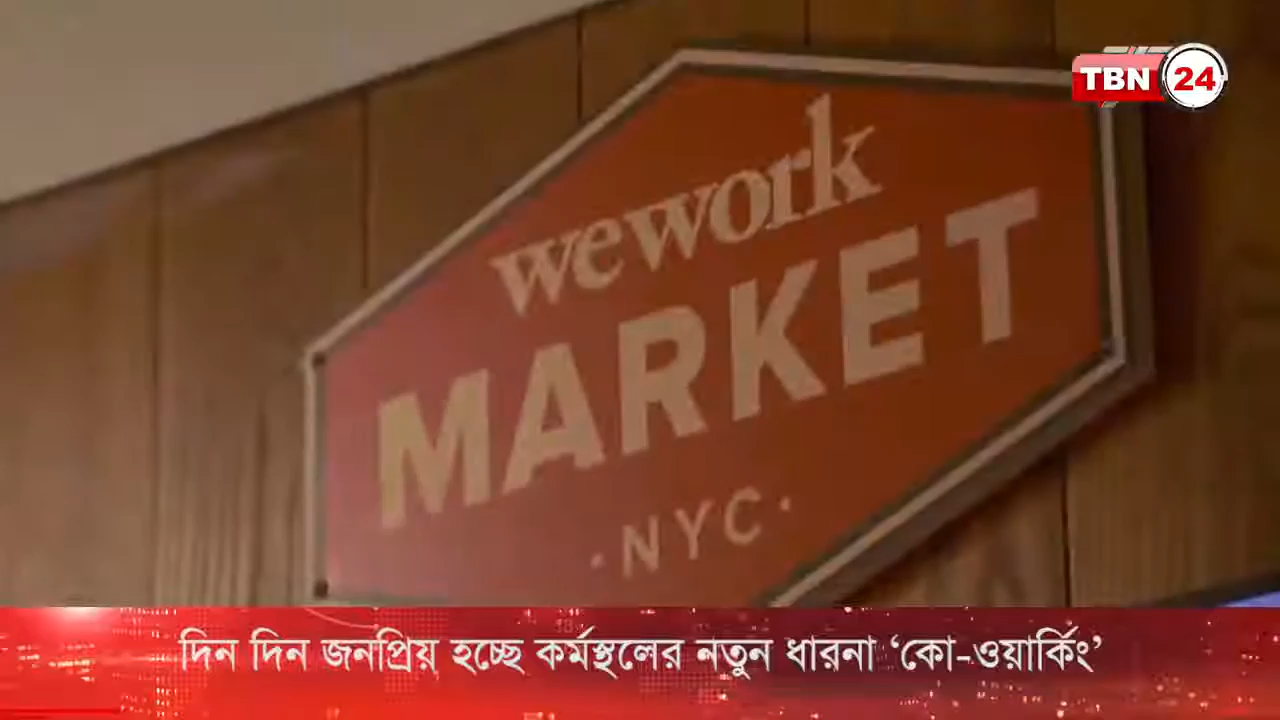 TBN 24
wework
MARKET
·NYC·
দিন দিন জনপ্রিয় হচ্ছে কর্মস্থলের নতুন ধারনা ‘কো-ওয়ার্কিং’